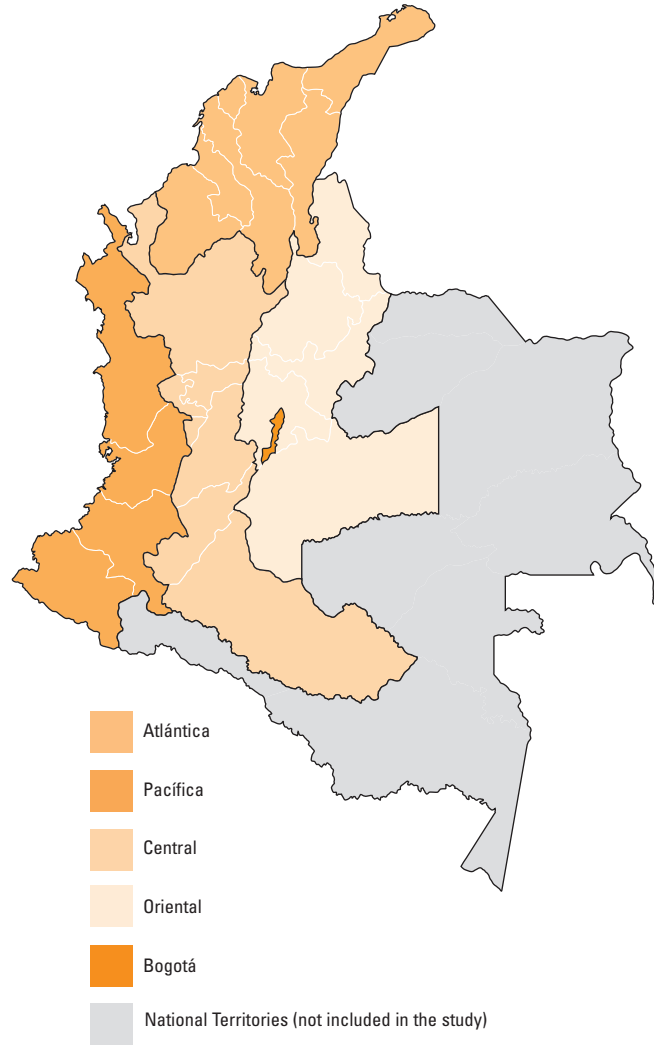 Atlántica
Pacífica
Central
Oriental
Bogotá
National Territories (not included in the study)